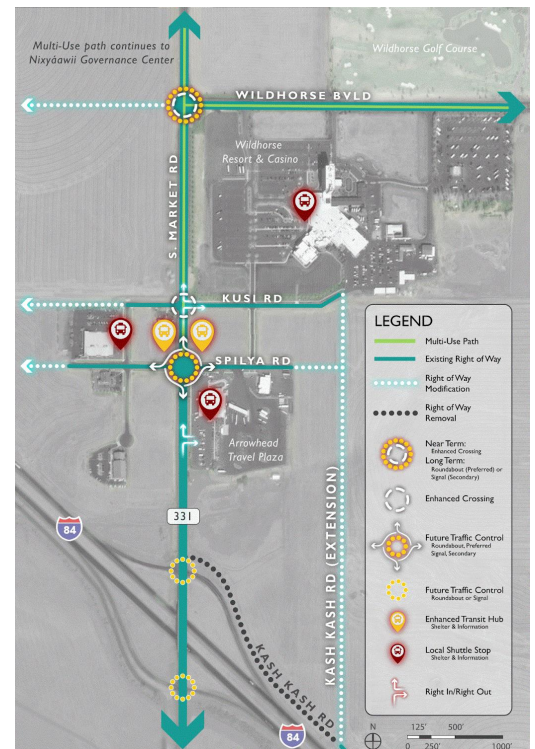 Multi-Use path continues to
Nixyáawii Governance Center
Wildhorse Golf Course
WILDHORSE BVLD
Wildhorse
Resort & Casino
S. MARKET RD
KUSI RD
SPILYA RD
Arrowhead
Travel Plaza
331
84
KASH KASH RD (EXTENSION)
KASH KASH RD
84
LEGEND
Multi-Use Path
Existing Right of Way
Right of Way
Modification
Right of Way
Removal
Near Term:
Enhanced Crossing
Long Term:
Roundabout (Preferred) or
Signal (Secondary)
Enhanced Crossing
Future Traffic Control
Roundabout, Preferred
Signal, Secondary
Future Traffic Control
Roundabout or Signal
Enhanced Transit Hub
Shelter & Information
Local Shuttle Stop
Shelter & Information
Right In/Right Out
N
125' 500'
0 250' 1000'